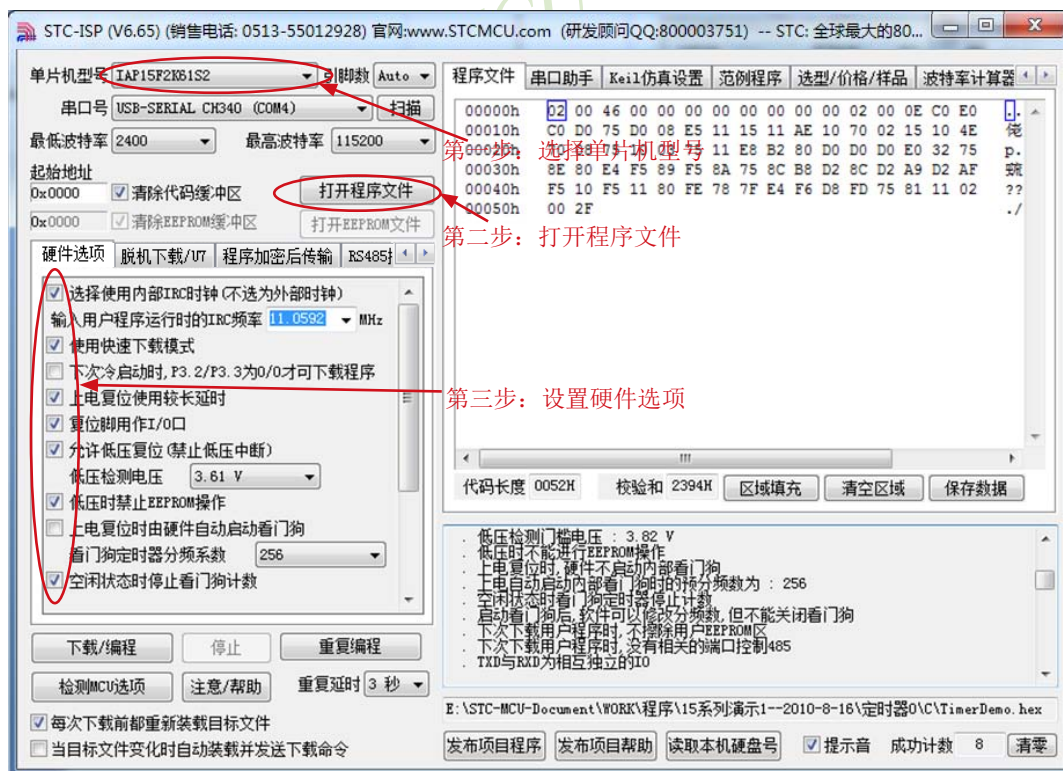 STC-ISP (V6.65) (销售电话: 0513-55012928) 官网:www.STCMCU.com (研发顾问QQ:800003751) -- STC: 全球最大的80...
单片机型号 IAP15F2K61S2 引脚数 Auto
串口号 USB-SERIAL CH340 (COM4) 扫描
最低波特率 2400 最高波特率 115200
起始地址
0x0000 清除代码缓冲区 打开程序文件
0x0000 清除EEPROM缓冲区 打开EEPROM文件
硬件选项 脱机下载/U7 程序加密后传输 RS485
选择使用内部IRC时钟(不选为外部时钟)
输入用户程序运行时的IRC频率 11.0592 MHz
使用快速下载模式
下次冷启动时,P3.2/P3.3为0/0才可下载程序
上电复位使用较长延时
复位脚用作I/O口
允许低压复位(禁止低压中断)
低压检测电压 3.61 V
低压时禁止EEPROM操作
上电复位时由硬件自动启动看门狗
看门狗定时器分频系数 256
空闲状态时停止看门狗计数
下载/编程 停止 重复编程
检测MCU选项 注意/帮助 重复延时 3 秒
每次下载前都重新装载目标文件
当目标文件变化时自动装载并发送下载命令
程序文件 串口助手 Keil仿真设置 范例程序 选型/价格/样品 波特率计算器
00000h 02 00 46 00 00 00 00 00 00 00 00 02 00 0E C0 E0
00010h C0 D0 75 D0 08 E5 11 15 11 AE 10 70 02 15 10 4E 佬
第一步：选择单片机型号
00020h 11 E8 B2 80 D0 D0 D0 E0 32 75 p.
00030h 8E 80 E4 F5 89 F5 8A 75 8C B8 D2 8C D2 A9 D2 AF
00040h F5 10 F5 11 80 FE 78 7F E4 F6 D8 FD 75 81 11 02 ??
00050h 00 2F ./
第二步：打开程序文件
第三步：设置硬件选项
代码长度 0052H 校验和 2394H 区域填充 清空区域 保存数据
. 低压检测门槛电压 : 3.82 V
. 低压时不能进行EEPROM操作
. 上电复位时,硬件不启动内部看门狗
. 上电自动启动内部看门狗时的预分频数为 : 256
. 空闲状态时看门狗定时器停止计数
. 启动看门狗后,软件可以修改分频数,但不能关闭看门狗
. 下次下载用户程序时,不擦除用户EEPROM区
. 下次下载用户程序时,没有相关的端口控制485
. TXD与RXD为相互独立的IO
E:\STC-MCU-Document\WORK\程序\15系列演示1--2010-8-16\定时器0\C\TimerDemo.hex
发布项目程序 发布项目帮助 读取本机硬盘号 提示音 成功计数 8 清零